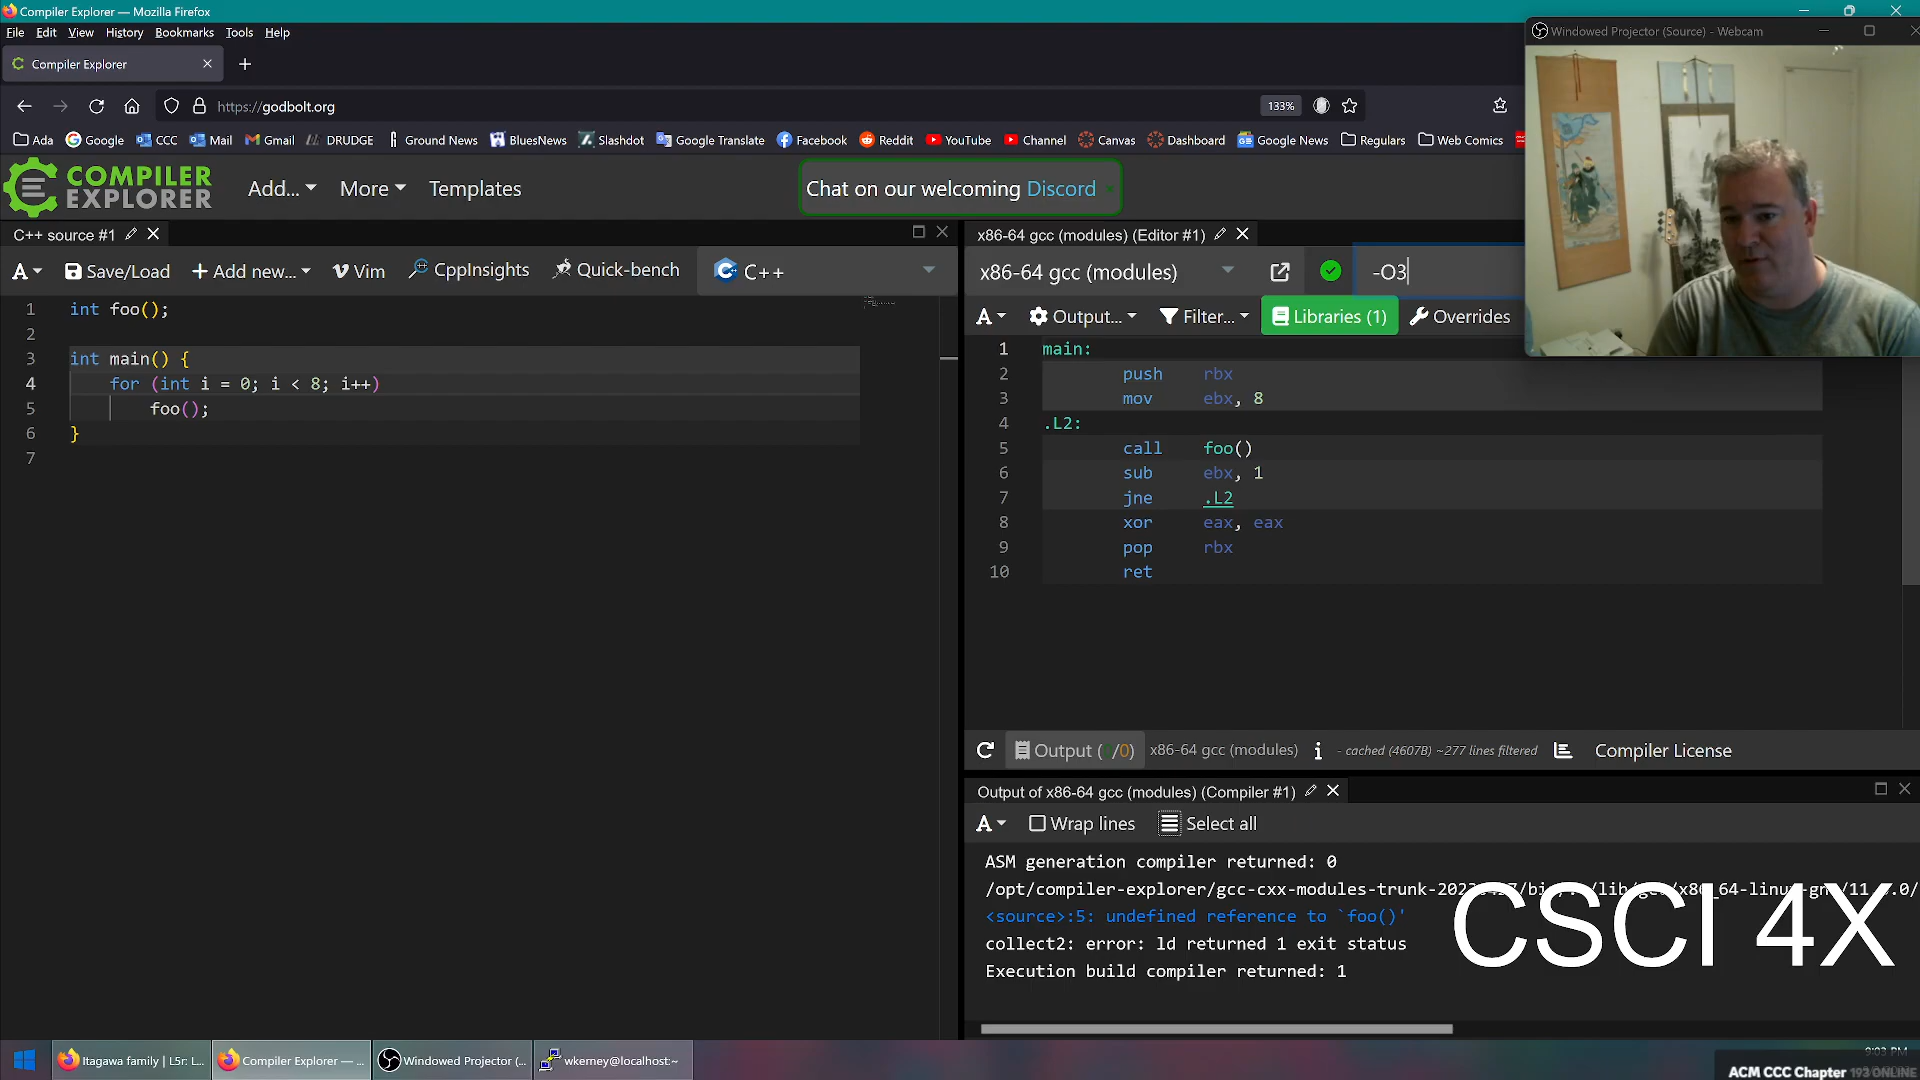 Compiler Explorer — Mozilla Firefox
File Edit View History Bookmarks Tools Help
Windowed Projector (Source) - Webcam
Compiler Explorer
https://godbolt.org
133%
Ada Google CCC Mail Gmail DRUDGE Ground News BluesNews Slashdot Google Translate Facebook Reddit YouTube Channel Canvas Dashboard Google News Regulars Web Comics
COMPILER
EXPLORER
Add... More Templates
Chat on our welcoming Discord
C++ source #1
A Save/Load + Add new... Vim CppInsights Quick-bench C++
1 int foo();
2
3 int main() {
4 for (int i = 0; i < 8; i++)
5 foo();
6 }
7
x86-64 gcc (modules) (Editor #1)
x86-64 gcc (modules) -O3
A Output... Filter... Libraries (1) Overrides
1 main:
2 push rbx
3 mov ebx, 8
4 .L2:
5 call foo()
6 sub ebx, 1
7 jne .L2
8 xor eax, eax
9 pop rbx
10 ret
Output ( /0) x86-64 gcc (modules) i - cached (4607B) ~277 lines filtered Compiler License
Output of x86-64 gcc (modules) (Compiler #1)
A Wrap lines Select all
ASM generation compiler returned: 0
<source>:5: undefined reference to `foo()'
collect2: error: ld returned 1 exit status
Execution build compiler returned: 1
CSCI 4X
Itagawa family | L5r: L... Compiler Explorer — ... Windowed Projector (... wkerney@localhost:~
9:03 PM
ACM CCC Chapter 193 ONLINE